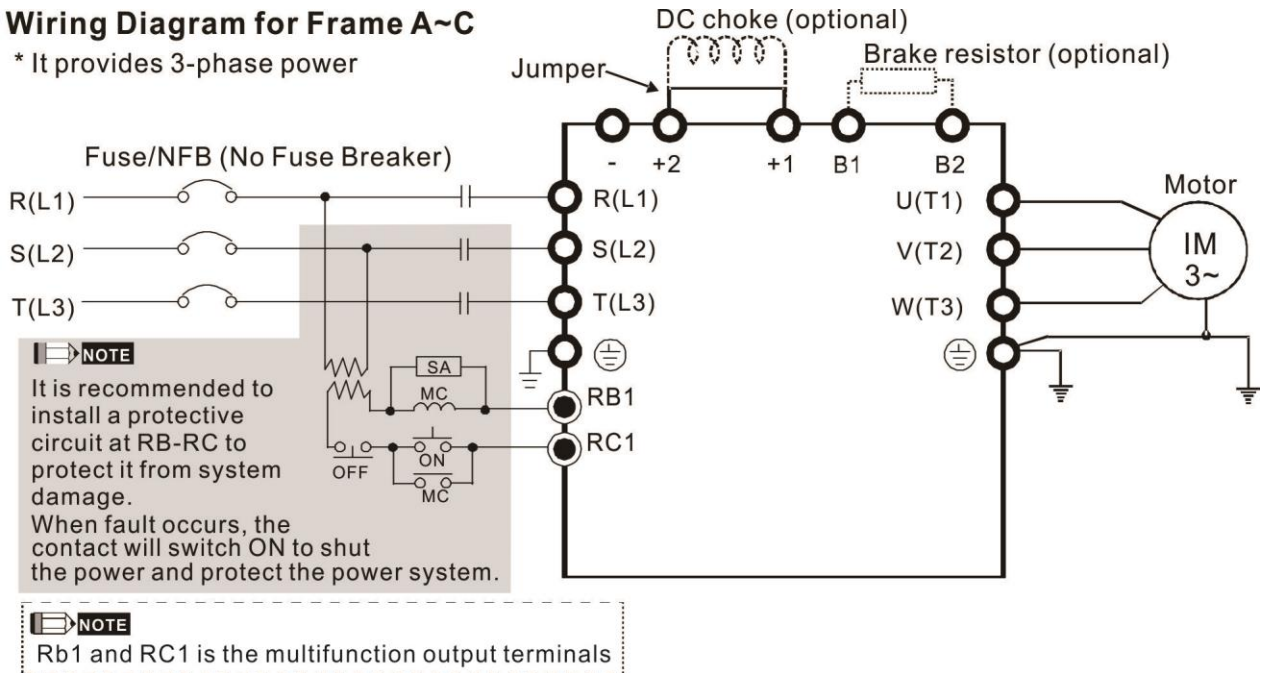 Wiring Diagram for Frame A~C
* It provides 3-phase power
DC choke (optional)
Jumper
Brake resistor (optional)
- +2 +1 B1 B2
Fuse/NFB (No Fuse Breaker)
R(L1)
S(L2)
T(L3)
R(L1)
S(L2)
T(L3)
RB1
RC1
U(T1)
V(T2)
W(T3)
Motor
IM
3~
SA
MC
OFF
ON
MC
NOTE
It is recommended to
install a protective
circuit at RB-RC to
protect it from system
damage.
When fault occurs, the
contact will switch ON to shut
the power and protect the power system.
NOTE
Rb1 and RC1 is the multifunction output terminals